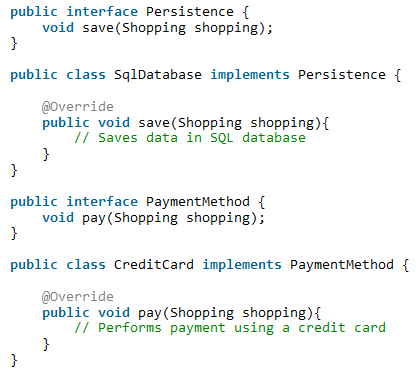 public interface Persistence {
    void save(Shopping shopping);
}

public class SqlDatabase implements Persistence {

    @Override
    public void save(Shopping shopping){
        // Saves data in SQL database
    }
}

public interface PaymentMethod {
    void pay(Shopping shopping);
}

public class CreditCard implements PaymentMethod {

    @Override
    public void pay(Shopping shopping){
        // Performs payment using a credit card
    }
}